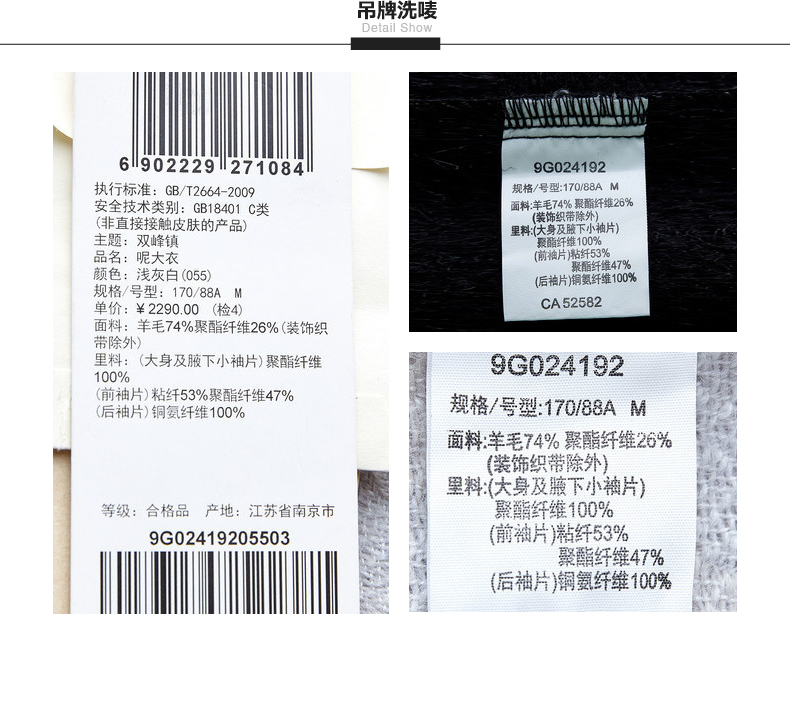 吊牌洗唛
Detail Show
6 902229 271084
执行标准：GB/T2664-2009
安全技术类别：GB18401 C类
(非直接接触皮肤的产品)
主题：双峰镇
品名：呢大衣
颜色：浅灰白(055)
规格/号型：170/88A M
单价：¥2290.00 (检4)
面料：羊毛74%聚酯纤维26%(装饰织
带除外)
里料：(大身及腋下小袖片)聚酯纤维
100%
(前袖片)粘纤53%聚酯纤维47%
(后袖片)铜氨纤维100%
等级：合格品 产地：江苏省南京市
9G02419205503
9G024192
规格/号型:170/88A M
面料:羊毛74% 聚酯纤维26%
(装饰织带除外)
里料:(大身及腋下小袖片)
聚酯纤维100%
(前袖片)粘纤53%
聚酯纤维47%
(后袖片)铜氨纤维100%
CA52582
9G024192
规格/号型:170/88A M
面料:羊毛74% 聚酯纤维26%
(装饰织带除外)
里料:(大身及腋下小袖片)
聚酯纤维100%
(前袖片)粘纤53%
聚酯纤维47%
(后袖片)铜氨纤维100%